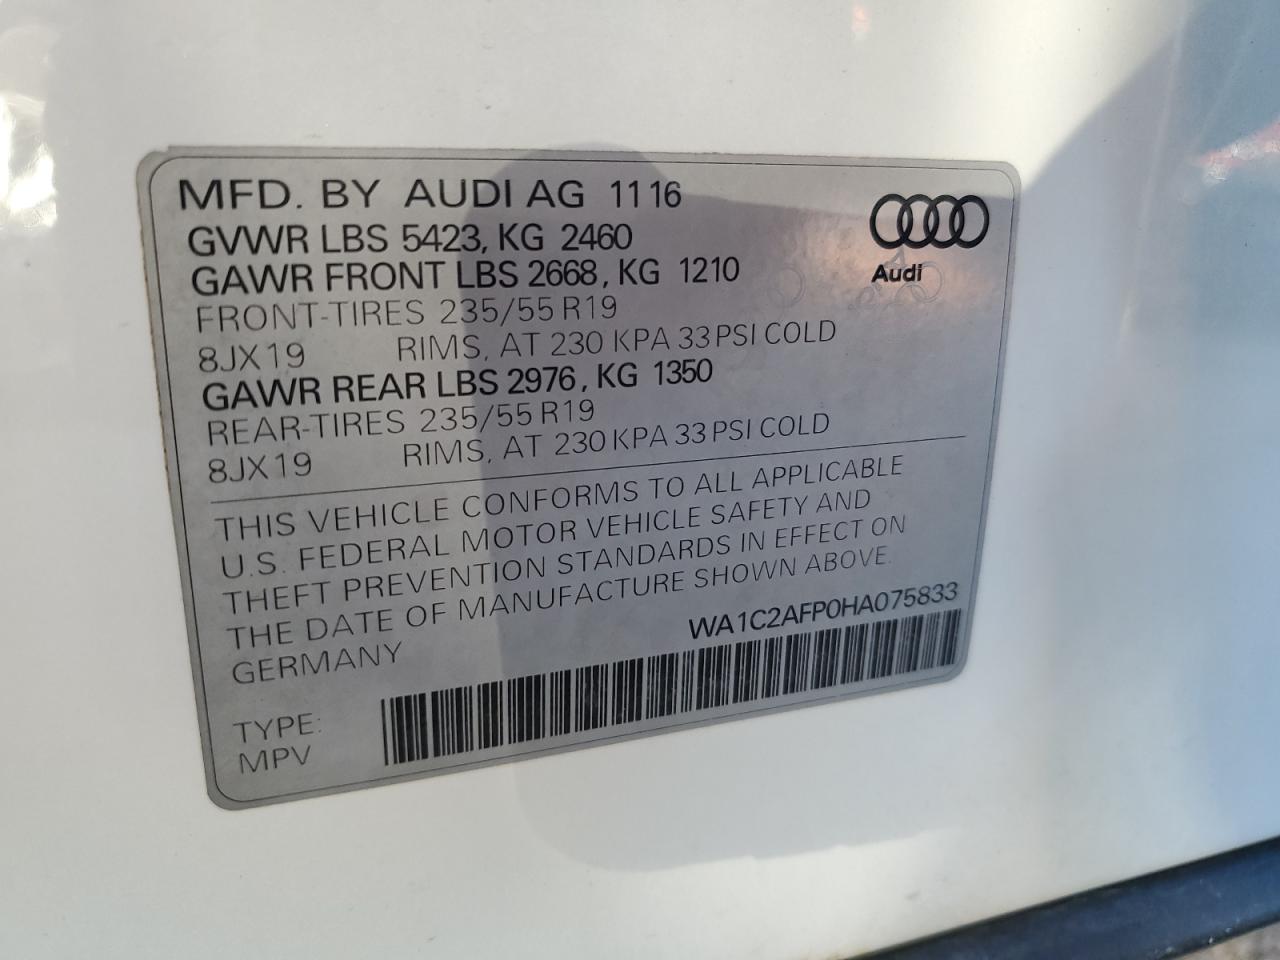 MFD. BY AUDI AG 11 16
GVWR LBS 5423, KG 2460
GAWR FRONT LBS 2668, KG 1210
FRONT-TIRES 235/55 R19
8JX19 RIMS, AT 230 KPA 33 PSI COLD
GAWR REAR LBS 2976, KG 1350
REAR-TIRES 235/55 R19
8JX19 RIMS, AT 230 KPA 33 PSI COLD
Audi
THIS VEHICLE CONFORMS TO ALL APPLICABLE
U.S. FEDERAL MOTOR VEHICLE SAFETY AND
THEFT PREVENTION STANDARDS IN EFFECT ON
THE DATE OF MANUFACTURE SHOWN ABOVE.
GERMANY
WA1C2AFP0HA075833
TYPE:
MPV